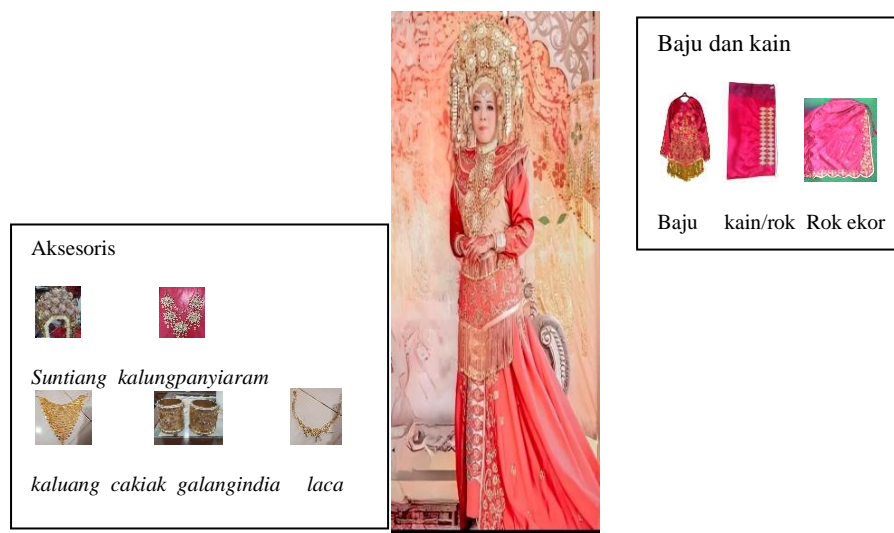 Baju dan kain
Baju kain/rok Rok ekor
Aksesoris
Suntiang kalungpanyiaram
kaluang cakiak galangindia laca